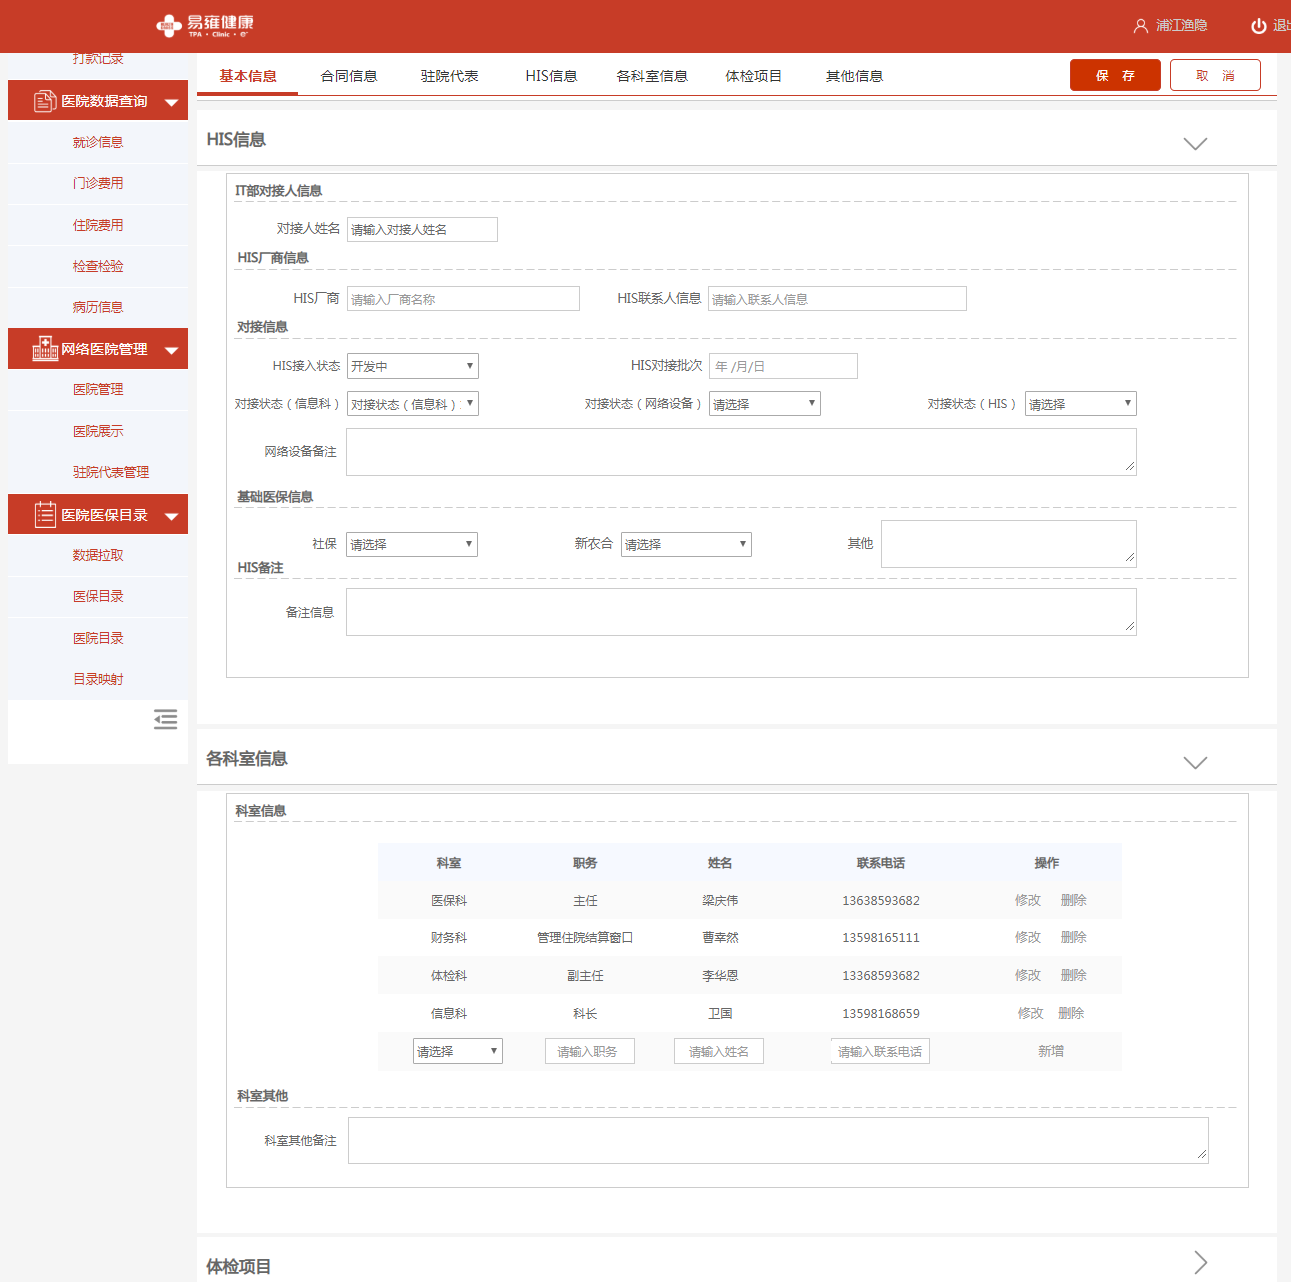 易雍健康
TPA · Clinic · e⁺
浦江渔隐
退出
打款记录
医院数据查询
就诊信息
门诊费用
住院费用
检查检验
病历信息
网络医院管理
医院管理
医院展示
驻院代表管理
医院医保目录
数据拉取
医保目录
医院目录
目录映射
基本信息 合同信息 驻院代表 HIS信息 各科室信息 体检项目 其他信息
保 存 取 消
HIS信息
IT部对接人信息
对接人姓名 请输入对接人姓名
HIS厂商信息
HIS厂商 请输入厂商名称 HIS联系人信息 请输入联系人信息
对接信息
HIS接入状态 开发中 HIS对接批次 年 /月/日
对接状态（信息科） 对接状态（信息科） 对接状态（网络设备） 请选择 对接状态（HIS） 请选择
网络设备备注
基础医保信息
社保 请选择 新农合 请选择 其他
HIS备注
备注信息
各科室信息
科室信息
科室 职务 姓名 联系电话 操作
医保科 主任 梁庆伟 13638593682 修改 删除
财务科 管理住院结算窗口 曹幸然 13598165111 修改 删除
体检科 副主任 李华恩 13368593682 修改 删除
信息科 科长 卫国 13598168659 修改 删除
请选择 请输入职务 请输入姓名 请输入联系电话 新增
科室其他
科室其他备注
体检项目